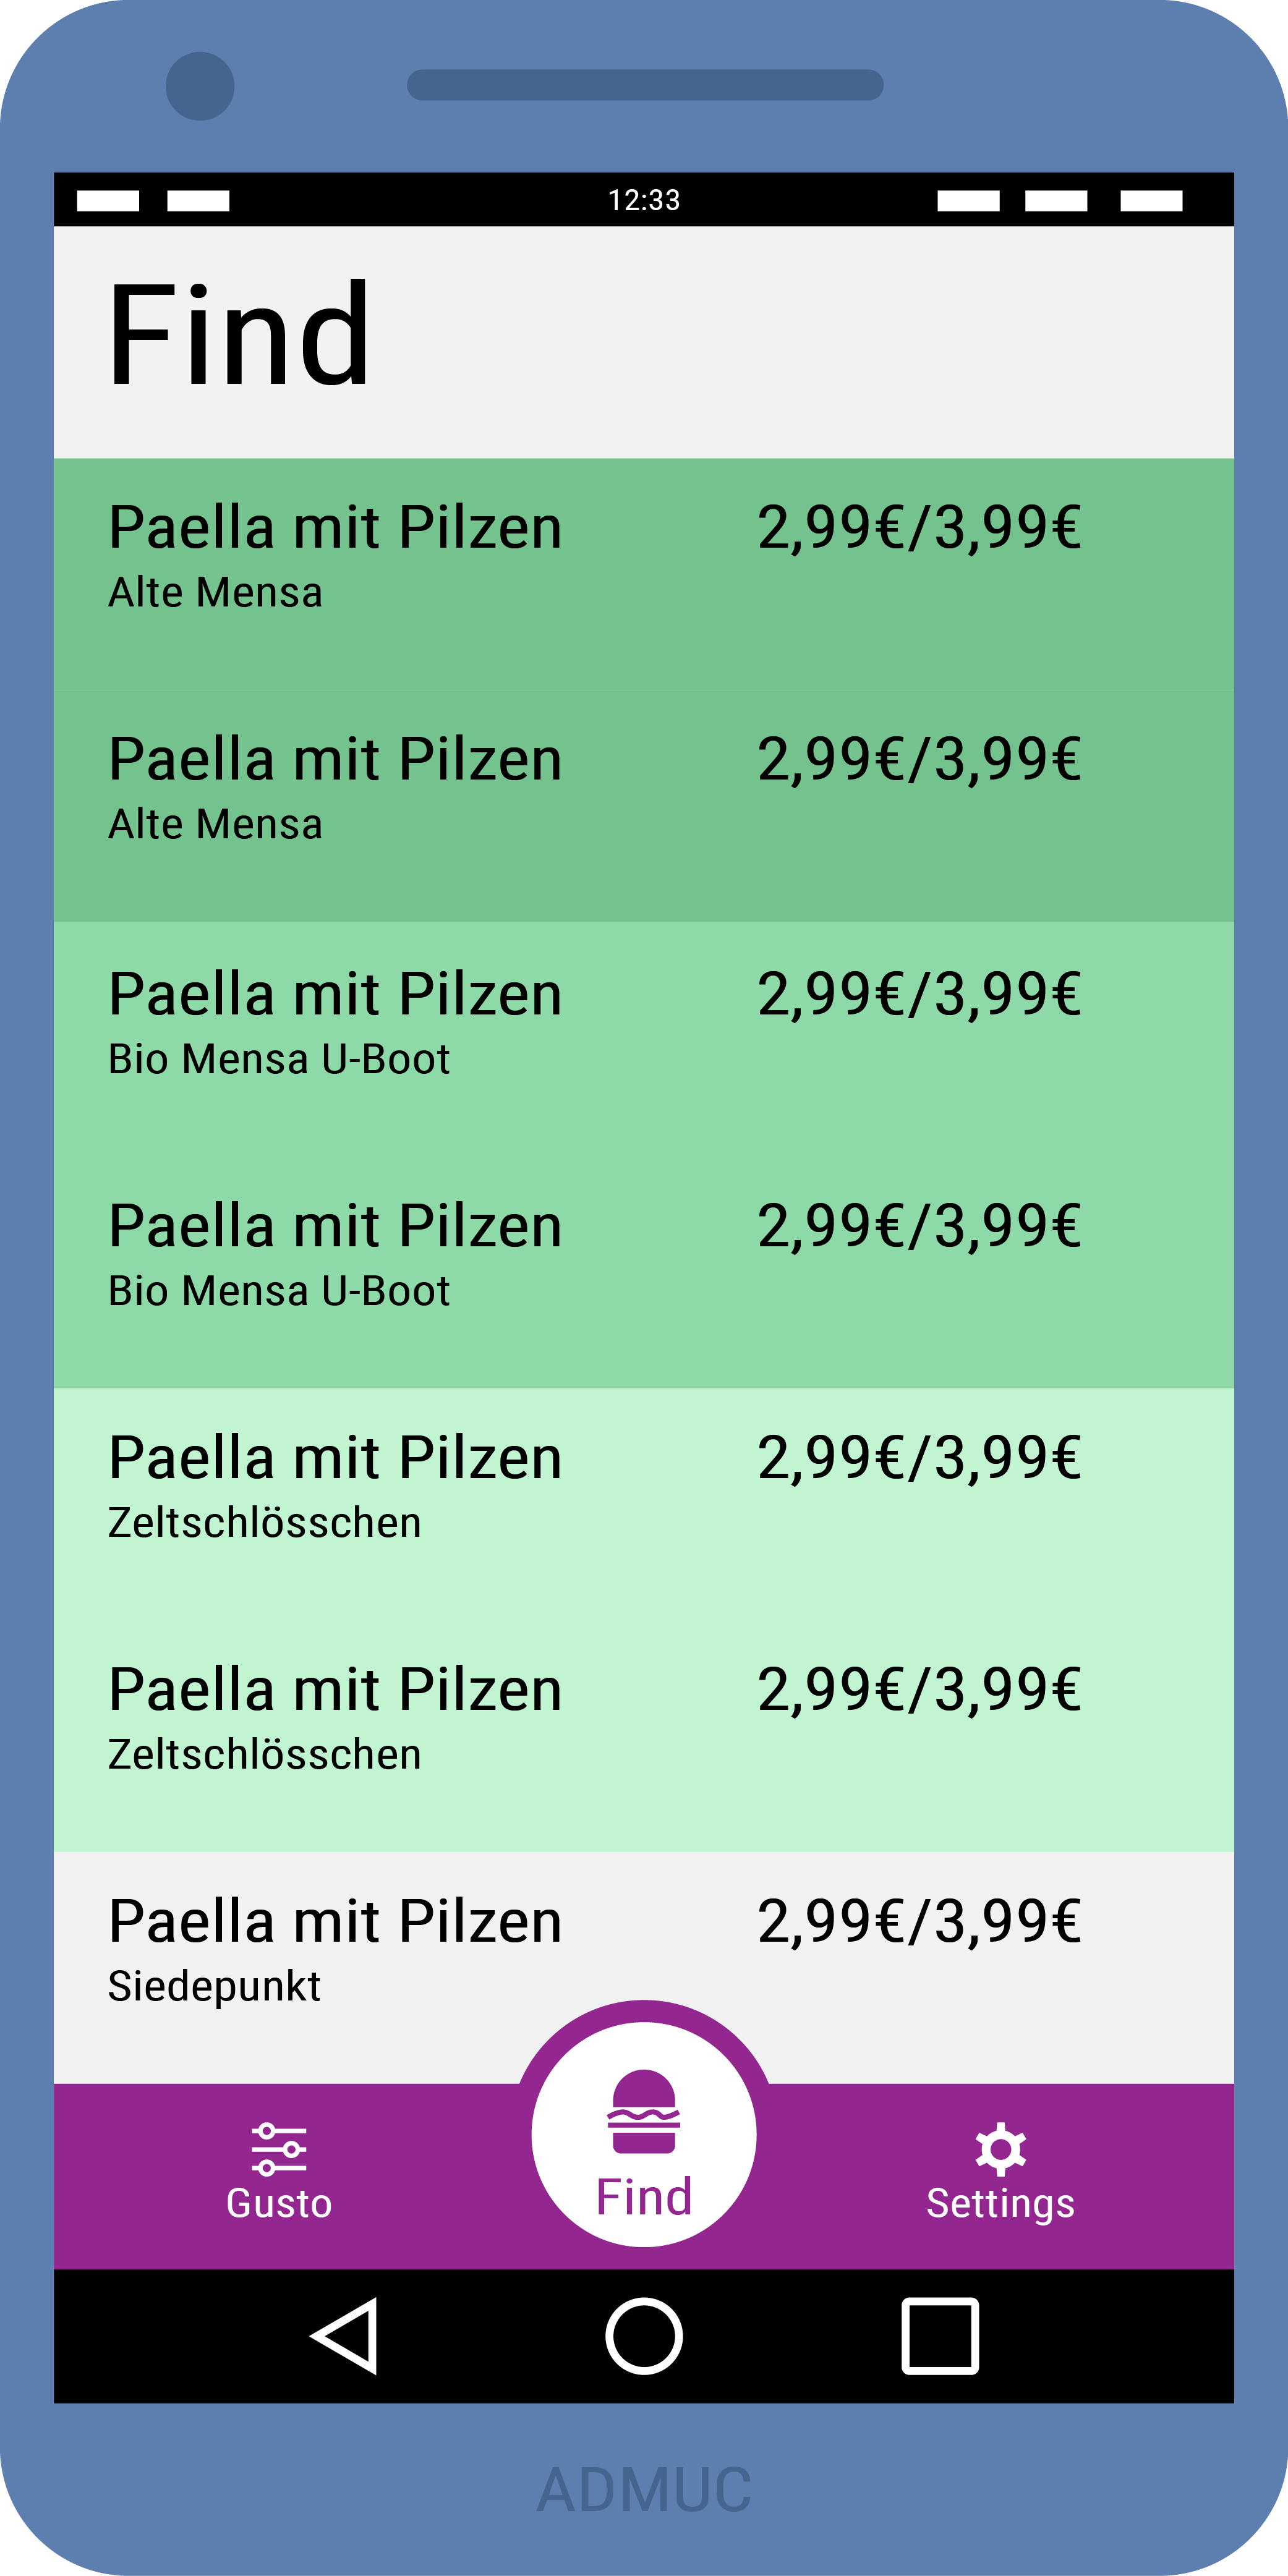 12:33
Find
Paella mit Pilzen 2,99€/3,99€
Alte Mensa
Paella mit Pilzen 2,99€/3,99€
Alte Mensa
Paella mit Pilzen 2,99€/3,99€
Bio Mensa U-Boot
Paella mit Pilzen 2,99€/3,99€
Bio Mensa U-Boot
Paella mit Pilzen 2,99€/3,99€
Zeltschlösschen
Paella mit Pilzen 2,99€/3,99€
Zeltschlösschen
Paella mit Pilzen 2,99€/3,99€
Siedepunkt
Gusto Find Settings
ADMUC